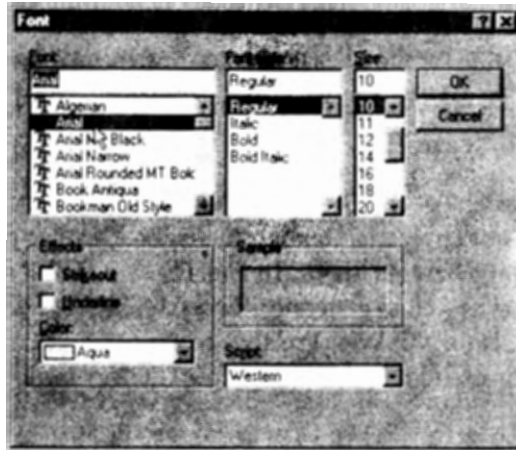 Font
Font:
Arial
Algerian
Arial
Arial Black
Arial Narrow
Arial Rounded MT Bolc
Book Antiqua
Bookman Old Style
Font style:
Regular
Regular
Italic
Bold
Bold Italic
Size:
10
10
11
12
14
16
18
20
OK
Cancel
Effects
Strikeout
Underline
Color:
Aqua
Sample
Script:
Western